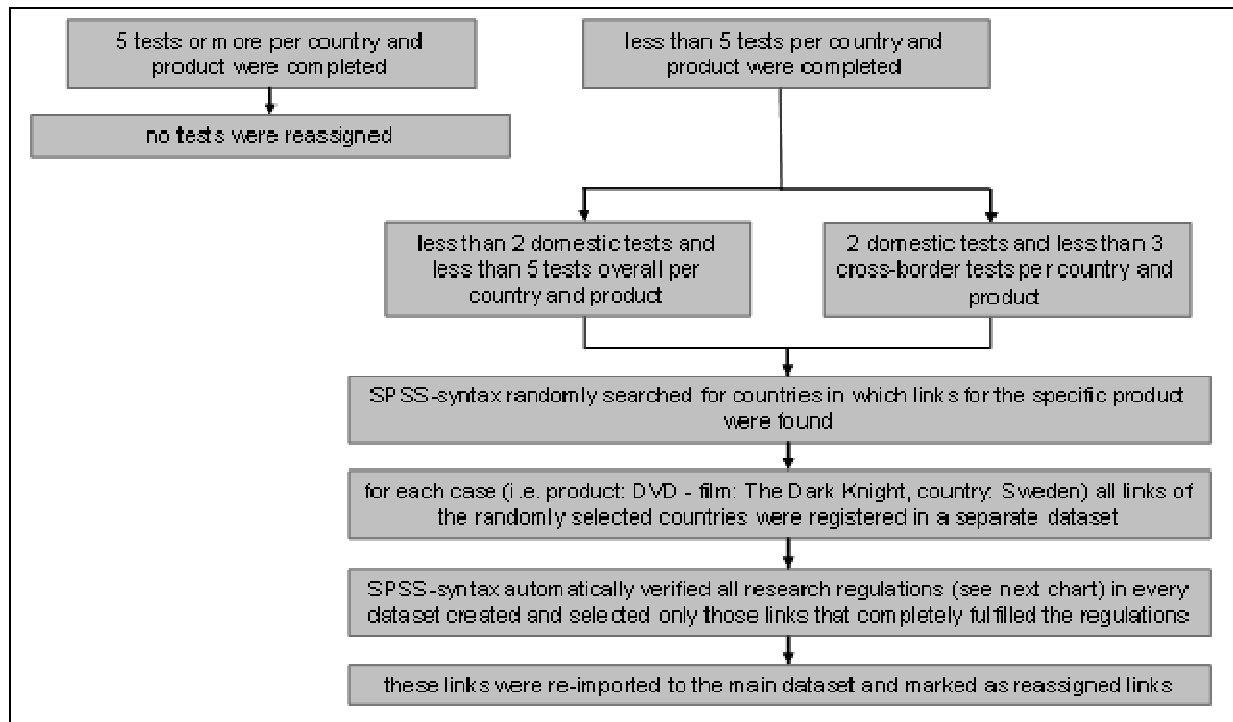 5 tests or more per country and
product were completed
less than 5 tests per country and
product were completed
no tests were reassigned
less than 2 domestic tests and
less than 5 tests overall per
country and product
2 domestic tests and less than 3
cross-border tests per country and
product
SPSS-syntax randomly searched for countries in which links for the specific product
were found
for each case (i.e. product: DVD - film: The Dark Knight, country: Sweden) all links of
the randomly selected countries were registered in a separate dataset
SPSS-syntax automatically verified all research regulations (see next chart) in every
dataset created and selected only those links that completely fulfilled the regulations
these links were re-imported to the main dataset and marked as reassigned links